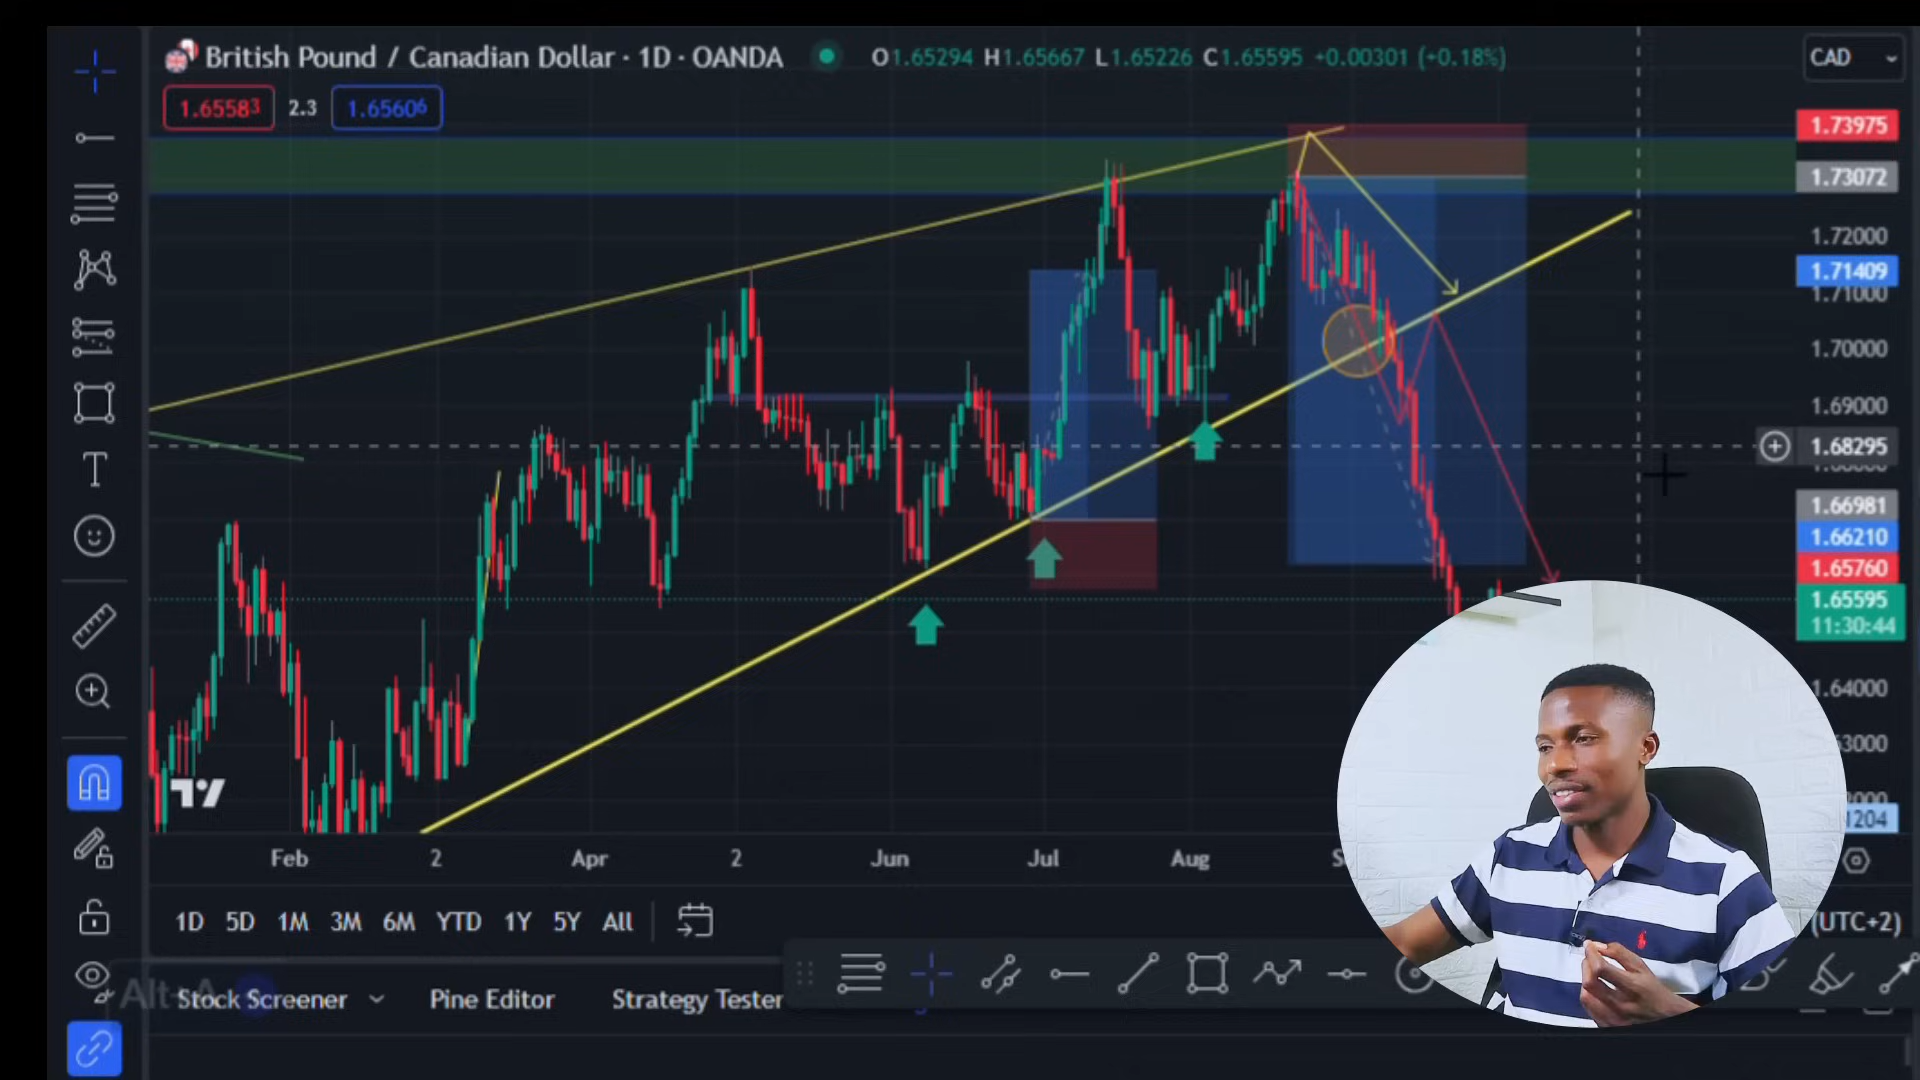 British Pound / Canadian Dollar · 1D · OANDA
O1.65294 H1.65667 L1.65226 C1.65595 +0.00301 (+0.18%)
CAD
1.65583 2.3 1.65606
1.73975
1.73072
1.72000
1.71409
1.71000
1.70000
1.69000
1.68295
1.66981
1.66210
1.65760
1.65595
11:30:44
1.64000
3000
1204
Feb 2 Apr 2 Jun Jul Aug
1D 5D 1M 3M 6M YTD 1Y 5Y All
(UTC+2)
Stock Screener Pine Editor Strategy Tester